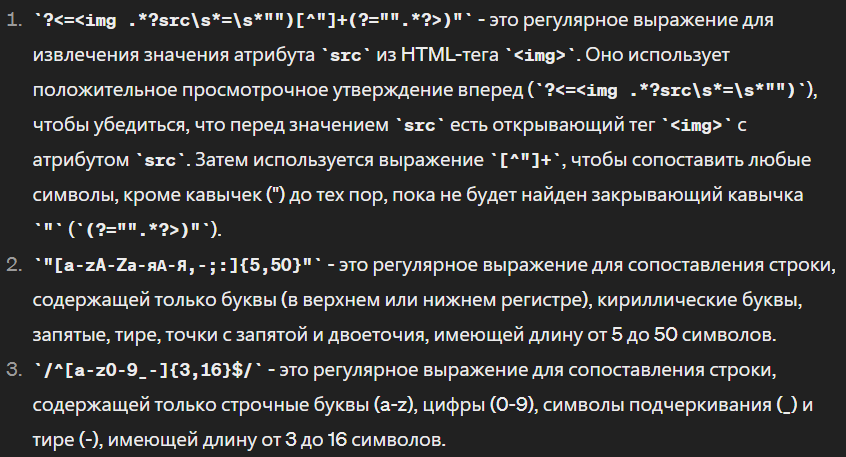 1. `?<=<img .*?src\s*=\s*"")[^"]+(?="".*?>)"` - это регулярное выражение для
извлечения значения атрибута `src` из HTML-тега `<img>`. Оно использует
положительное просмотрочное утверждение вперед (`?<=<img .*?src\s*=\s*"")`),
чтобы убедиться, что перед значением `src` есть открывающий тег `<img>` с
атрибутом `src`. Затем используется выражение `[^"]+`, чтобы сопоставить любые
символы, кроме кавычек (") до тех пор, пока не будет найден закрывающий кавычка
`"` (`(?="".*?>)"`).
2. `"[a-zA-Zа-яА-Я,-;:]{5,50}"` - это регулярное выражение для сопоставления строки,
содержащей только буквы (в верхнем или нижнем регистре), кириллические буквы,
запятые, тире, точки с запятой и двоеточия, имеющей длину от 5 до 50 символов.
3. `/^[a-z0-9_-]{3,16}$/` - это регулярное выражение для сопоставления строки,
содержащей только строчные буквы (a-z), цифры (0-9), символы подчеркивания (_) и
тире (-), имеющей длину от 3 до 16 символов.